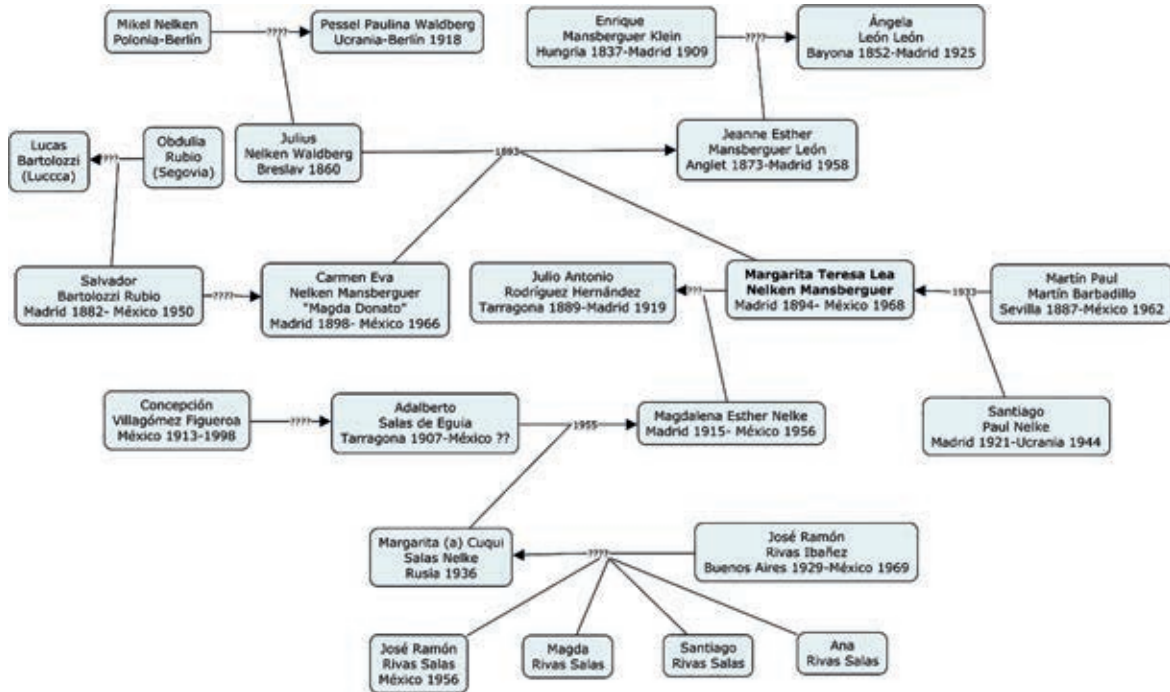 Mikel Nelken
Polonia-Berlín
????
Pessel Paulina Waldberg
Ucrania-Berlín 1918
Enrique
Mansberguer Klein
Hungria 1837-Madrid 1909
????
Ángela
León León
Bayona 1852-Madrid 1925
Lucas
Bartolozzi
(Luccca)
????
Obdulia
Rubio
(Segovia)
Julius
Nelken Waldberg
Breslav 1860
1893
Jeanne Esther
Mansberguer León
Anglet 1873-Madrid 1958
Salvador
Bartolozzi Rubio
Madrid 1882- México 1950
????
Carmen Eva
Nelken Mansberguer
"Magda Donato"
Madrid 1898- México 1966
Julio Antonio
Rodríguez Hernández
Tarragona 1889-Madrid 1919
????
Margarita Teresa Lea
Nelken Mansberguer
Madrid 1894- México 1968
1933
Martín Paul
Martín Barbadillo
Sevilla 1887-México 1962
Concepción
Villagómez Figueroa
México 1913-1998
????
Adalberto
Salas de Eguia
Tarragona 1907-México ??
1955
Magdalena Esther Nelke
Madrid 1915- México 1956
Santiago
Paul Nelke
Madrid 1921-Ucrania 1944
Margarita (a) Cuqui
Salas Nelke
Rusia 1936
????
José Ramón
Rivas Ibañez
Buenos Aires 1929-México 1969
José Ramón
Rivas Salas
México 1956
Magda
Rivas Salas
Santiago
Rivas Salas
Ana
Rivas Salas